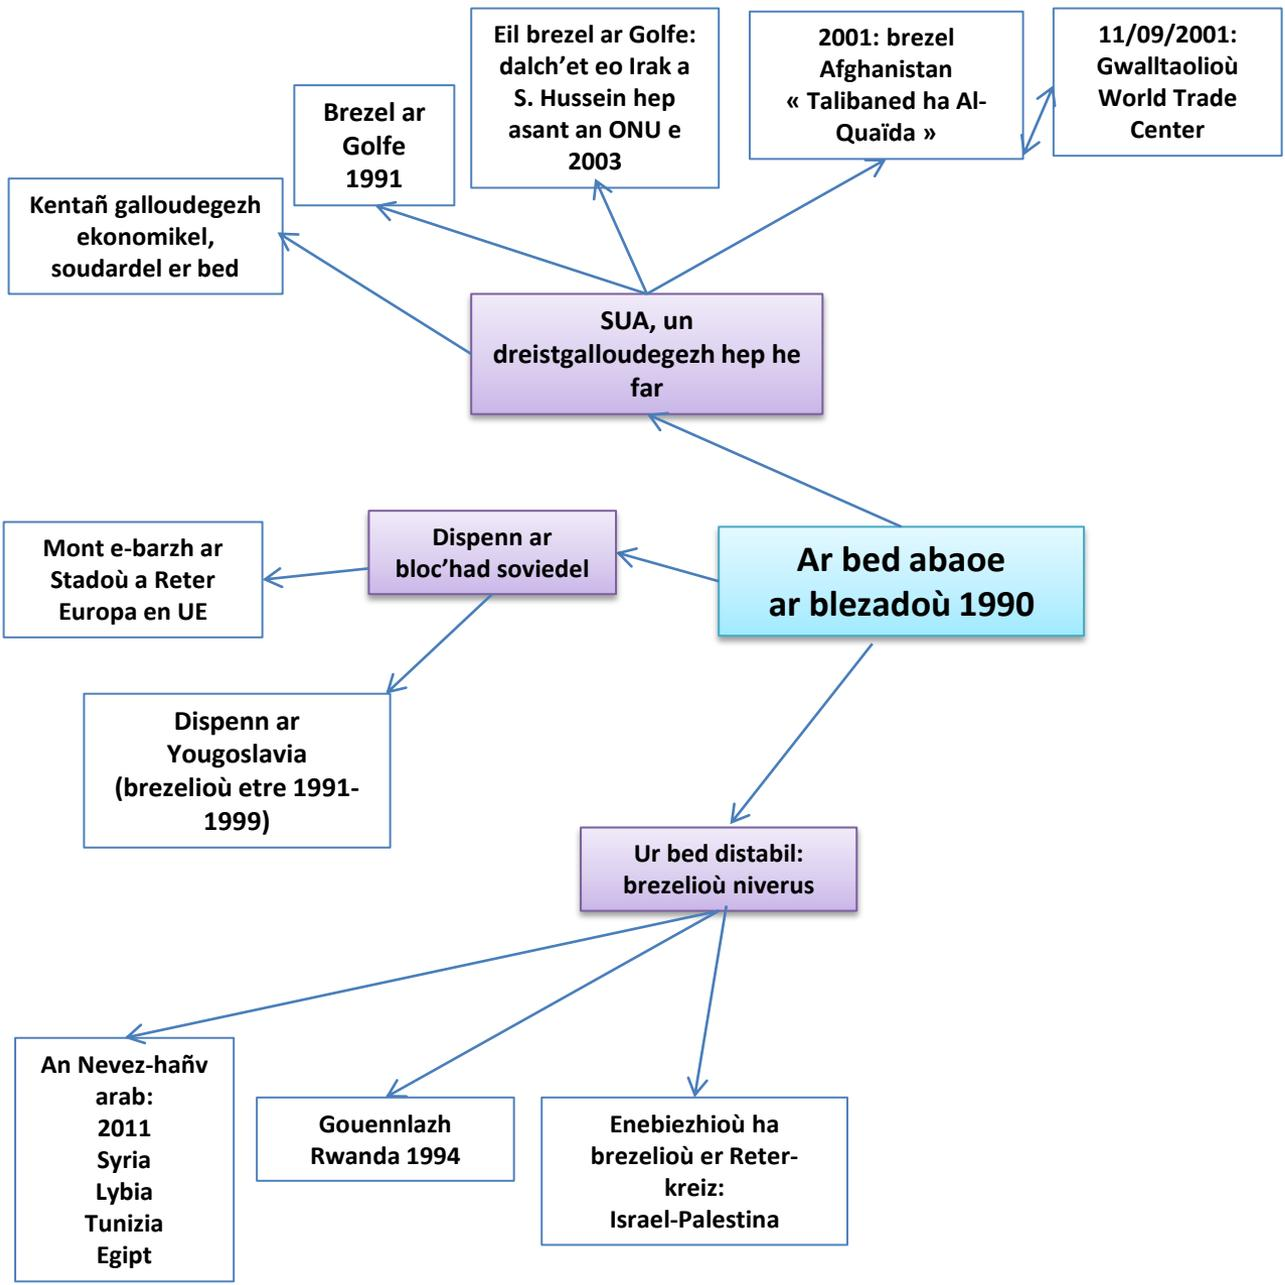 Eil brezel ar Golfe:
dalch'et eo Irak a
S. Hussein hep
asant an ONU e
2003
2001: brezel
Afghanistan
« Talibaned ha Al-
Quaïda »
11/09/2001:
Gwalltaolioù
World Trade
Center
Brezel ar
Golfe
1991
Kentañ galloudegezh
ekonomikel,
soudardel er bed
SUA, un
dreistgalloudegezh hep he
far
Dispenn ar
bloc'had soviedel
Mont e-barzh ar
Stadoù a Reter
Europa en UE
Ar bed abaoe
ar blezadoù 1990
Dispenn ar
Yougoslavia
(brezelioù etre 1991-
1999)
Ur bed distabil:
brezelioù niverus
An Nevez-hañv
arab:
2011
Syria
Lybia
Tunizia
Egipt
Gouennlazh
Rwanda 1994
Enebiezhioù ha
brezelioù er Reter-
kreiz:
Israel-Palestina